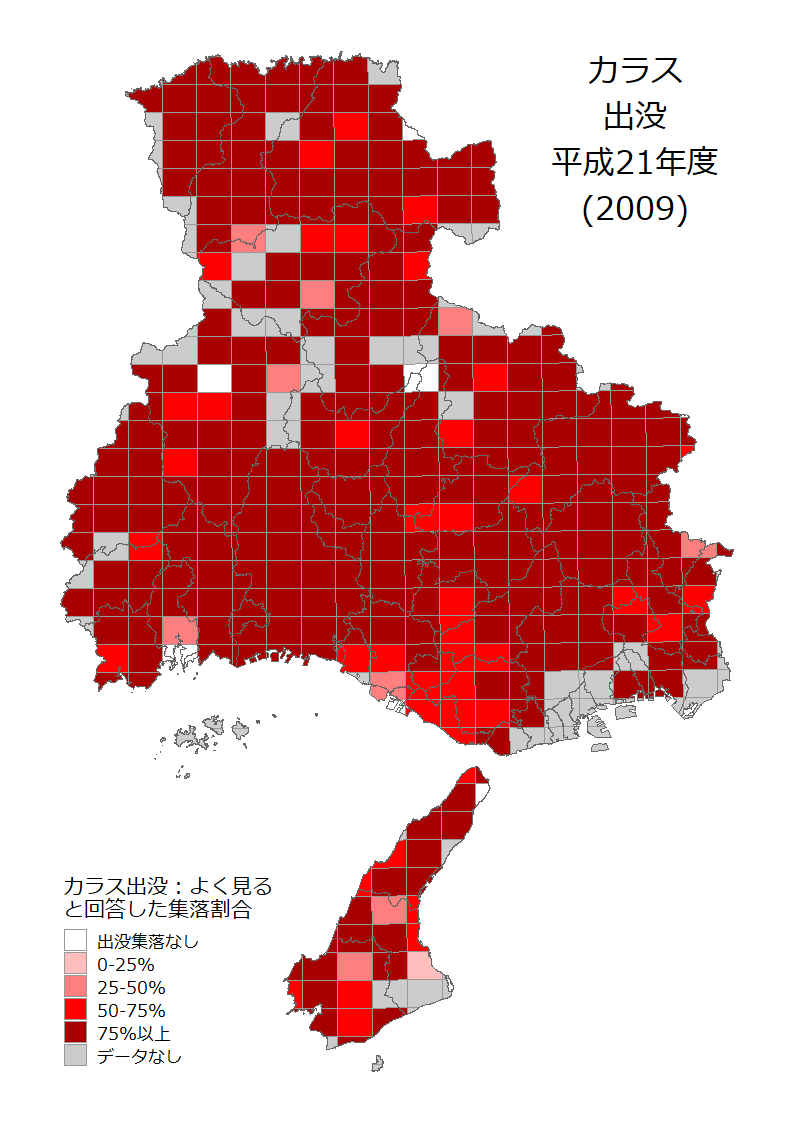 カラス
出没
平成21年度
(2009)
カラス出没：よく見る
と回答した集落割合
出没集落なし
0-25%
25-50%
50-75%
75%以上
データなし